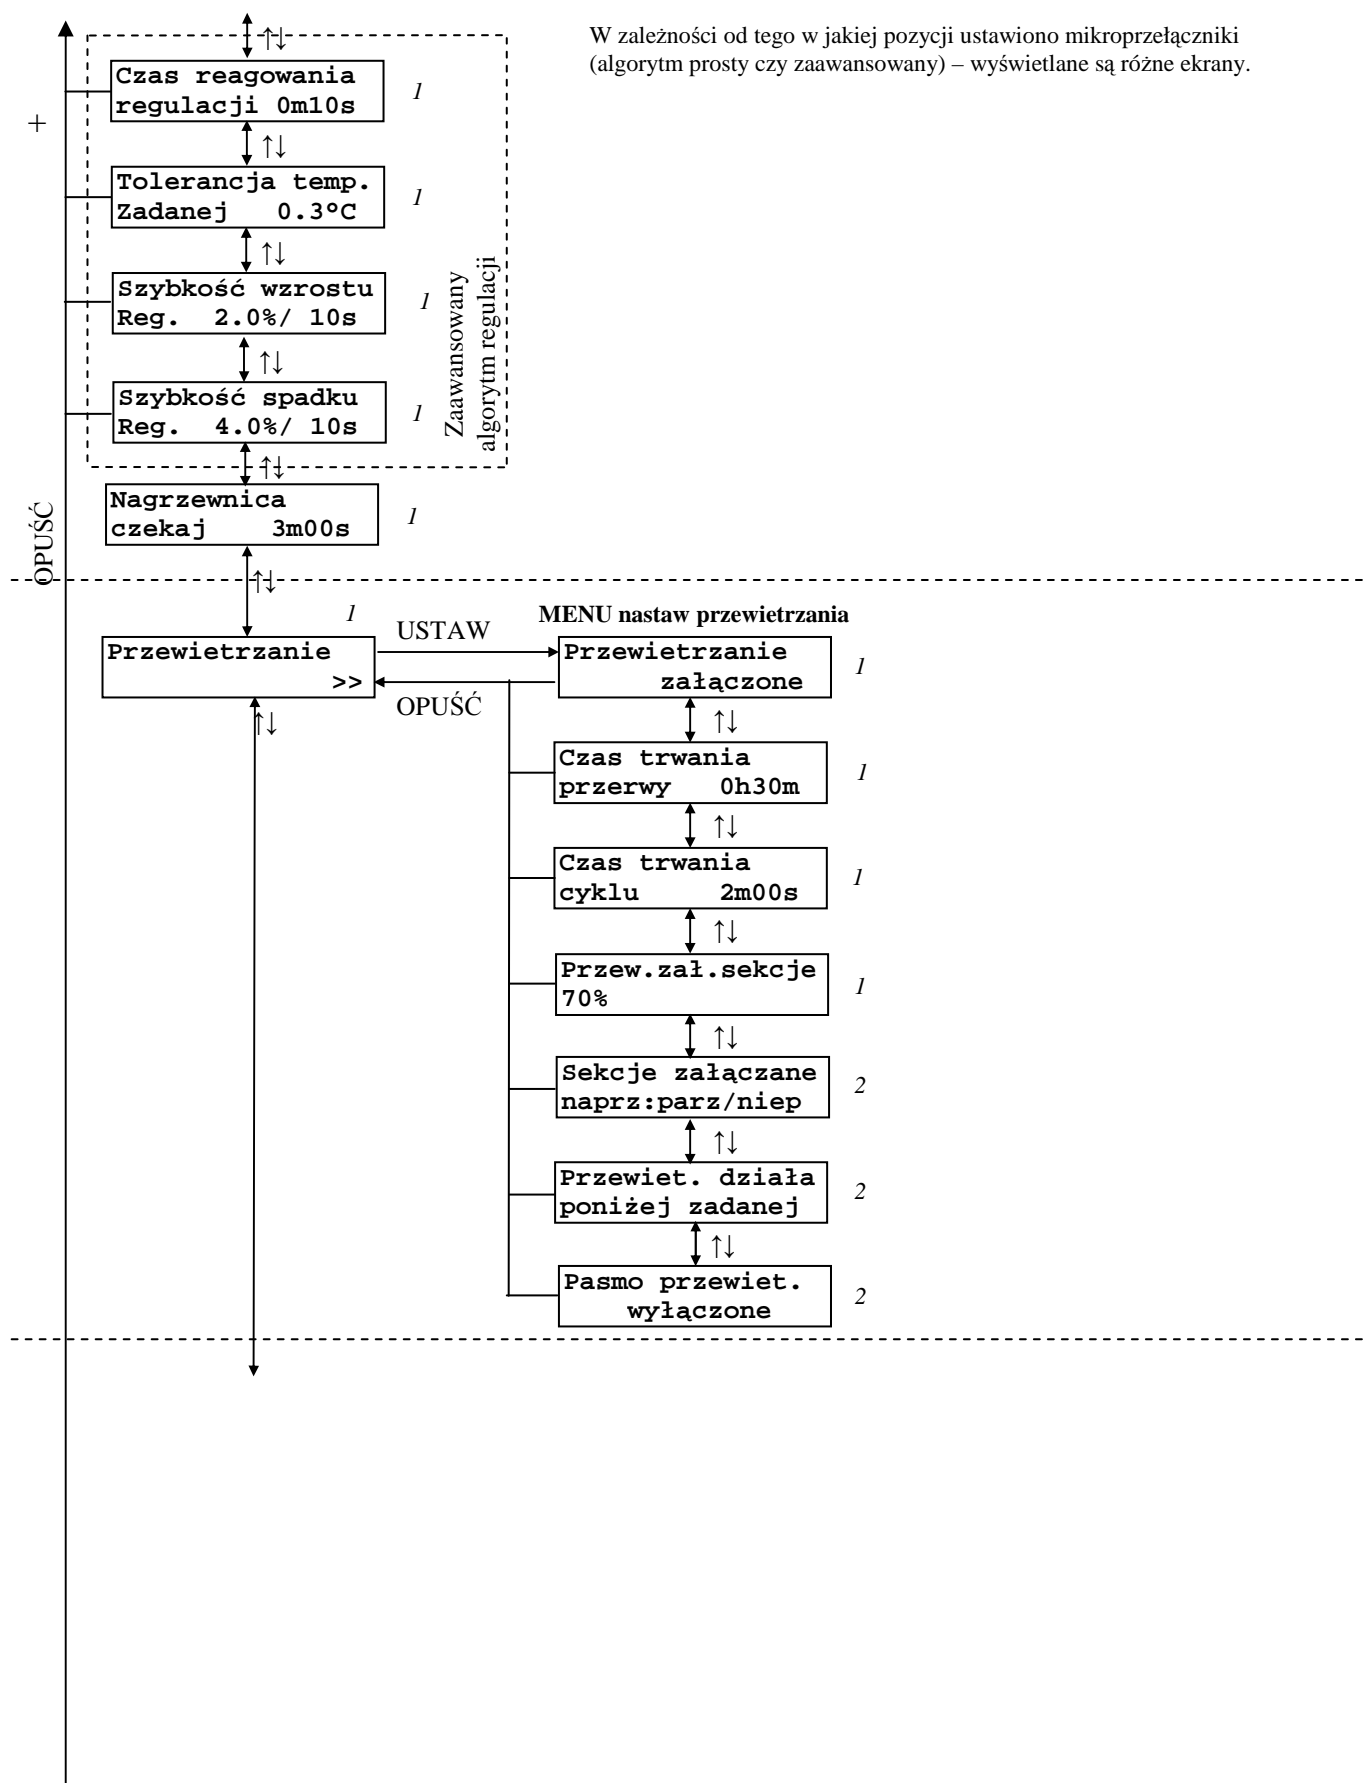 ↑↓
W zależności od tego w jakiej pozycji ustawiono mikroprzełączniki
(algorytm prosty czy zaawansowany) – wyświetlane są różne ekrany.
Czas reagowania
regulacji 0m10s
1
+
↑↓
Tolerancja temp.
Zadanej 0.3°C
1
↑↓
Szybkość wzrostu
Reg. 2.0%/ 10s
1
↑↓
Szybkość spadku
Reg. 4.0%/ 10s
1
Zaawansowany
algorytm regulacji
↑↓
Nagrzewnica
czekaj 3m00s
1
OPUŚĆ
↑↓
1
MENU nastaw przewietrzania
Przewietrzanie
>>
USTAW
OPUŚĆ
↑↓
Przewietrzanie
załączone
1
↑↓
Czas trwania
przerwy 0h30m
1
↑↓
Czas trwania
cyklu 2m00s
1
↑↓
Przew.zał.sekcje
70%
1
↑↓
Sekcje załączane
naprz:parz/niep
2
↑↓
Przewiet. działa
poniżej zadanej
2
↑↓
Pasmo przewiet.
wyłączone
2